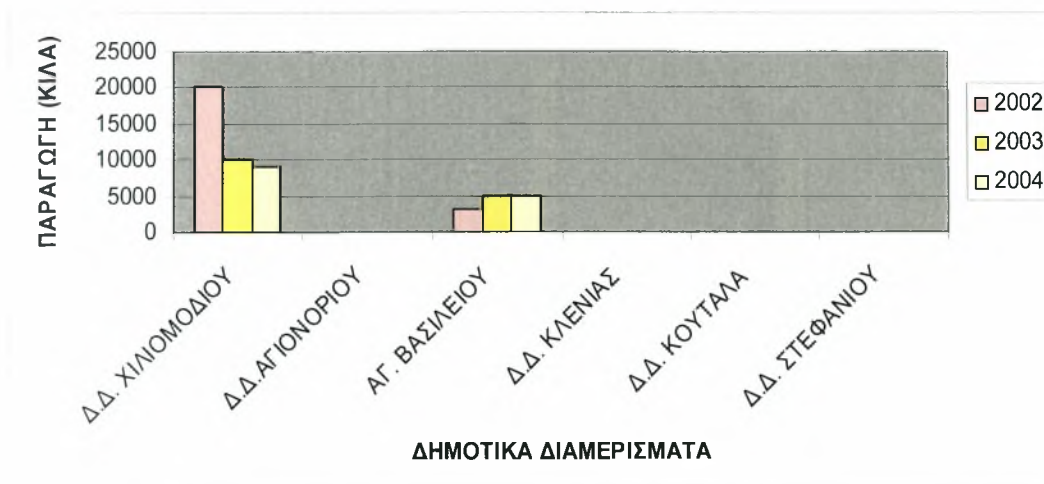 ΠΑΡΑΓΩΓΗ (ΚΙΛΑ)
25000
20000
15000
10000
5000
0
2002
2003
2004
Δ.Δ. ΧΙΛΙΟΜΟΔΙΟΥ
Δ.Δ.ΑΓΙΟΝΟΡΙΟΥ
ΑΓ. ΒΑΣΙΛΕΙΟΥ
Δ.Δ. ΚΛΕΝΙΑΣ
Δ.Δ. ΚΟΥΤΑΛΑ
Δ.Δ. ΣΤΕΦΑΝΙΟΥ
ΔΗΜΟΤΙΚΑ ΔΙΑΜΕΡΙΣΜΑΤΑ